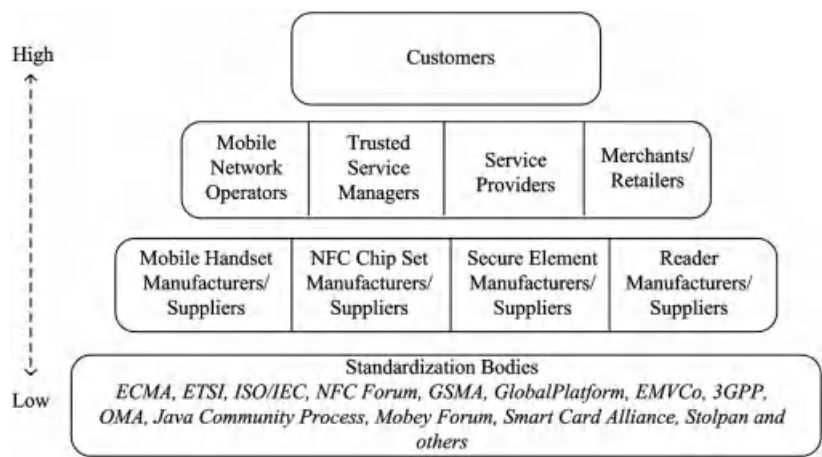 High
Customers
Mobile
Network
Operators
Trusted
Service
Managers
Service
Providers
Merchants/
Retailers
Mobile Handset
Manufacturers/
Suppliers
NFC Chip Set
Manufacturers/
Suppliers
Secure Element
Manufacturers/
Suppliers
Reader
Manufacturers/
Suppliers
Low
Standardization Bodies
ECMA, ETSI, ISO/IEC, NFC Forum, GSMA, GlobalPlatform, EMVCo, 3GPP,
OMA, Java Community Process, Mobey Forum, Smart Card Alliance, Stolpan and
others